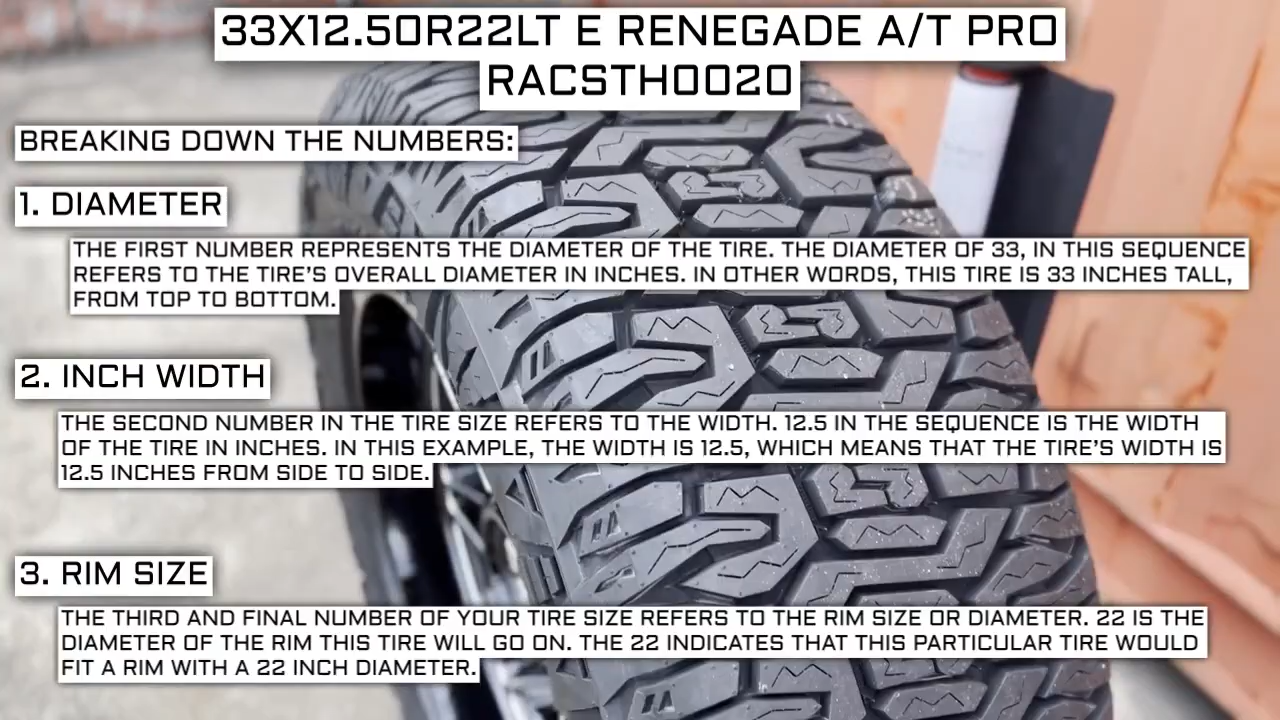 33X12.50R22LT E RENEGADE A/T PRO
RACSTH0020
BREAKING DOWN THE NUMBERS:
1. DIAMETER
THE FIRST NUMBER REPRESENTS THE DIAMETER OF THE TIRE. THE DIAMETER OF 33, IN THIS SEQUENCE
REFERS TO THE TIRE'S OVERALL DIAMETER IN INCHES. IN OTHER WORDS, THIS TIRE IS 33 INCHES TALL,
FROM TOP TO BOTTOM.
2. INCH WIDTH
THE SECOND NUMBER IN THE TIRE SIZE REFERS TO THE WIDTH. 12.5 IN THE SEQUENCE IS THE WIDTH
OF THE TIRE IN INCHES. IN THIS EXAMPLE, THE WIDTH IS 12.5, WHICH MEANS THAT THE TIRE'S WIDTH IS
12.5 INCHES FROM SIDE TO SIDE.
3. RIM SIZE
THE THIRD AND FINAL NUMBER OF YOUR TIRE SIZE REFERS TO THE RIM SIZE OR DIAMETER. 22 IS THE
DIAMETER OF THE RIM THIS TIRE WILL GO ON. THE 22 INDICATES THAT THIS PARTICULAR TIRE WOULD
FIT A RIM WITH A 22 INCH DIAMETER.